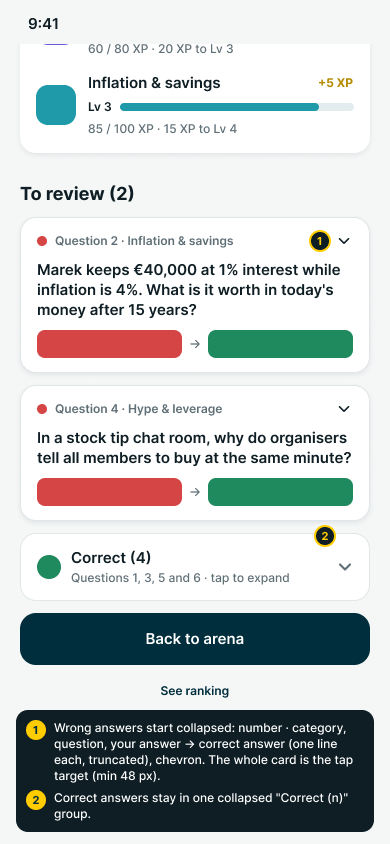 9:41
60 / 80 XP · 20 XP to Lv 3
Inflation & savings
+5 XP
Lv 3
85 / 100 XP · 15 XP to Lv 4
To review (2)
Question 2 · Inflation & savings
1
Marek keeps €40,000 at 1% interest while
inflation is 4%. What is it worth in today's
money after 15 years?
→
Question 4 · Hype & leverage
In a stock tip chat room, why do organisers
tell all members to buy at the same minute?
→
2
Correct (4)
Questions 1, 3, 5 and 6 · tap to expand
Back to arena
See ranking
1 Wrong answers start collapsed: number · category,
question, your answer → correct answer (one line
each, truncated), chevron. The whole card is the tap
target (min 48 px).
2 Correct answers stay in one collapsed "Correct (n)"
group.